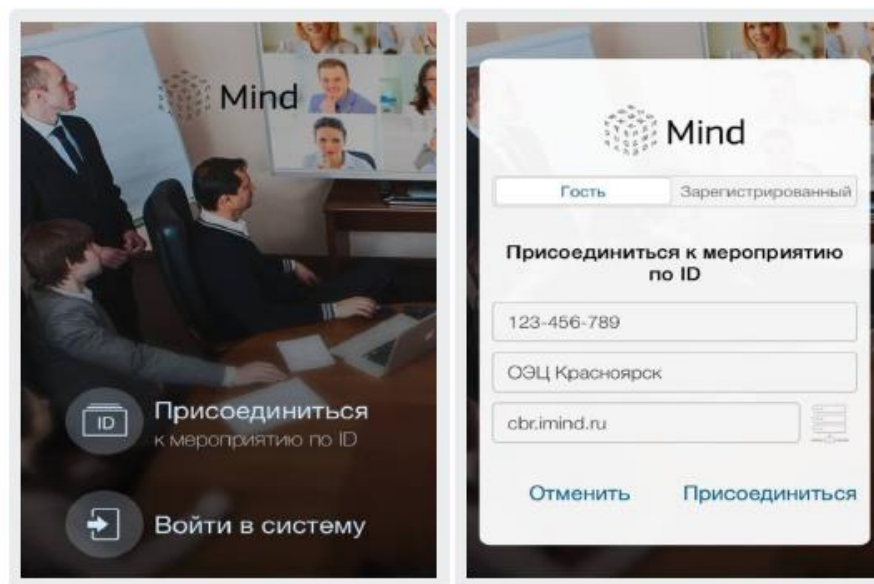 Mind
ID
Присоединиться
к мероприятию по ID
Войти в систему
Mind
Гость
Зарегистрированный
Присоединиться к мероприятию
по ID
123-456-789
ОЭЦ Красноярск
cbr.imind.ru
Отменить
Присоединиться